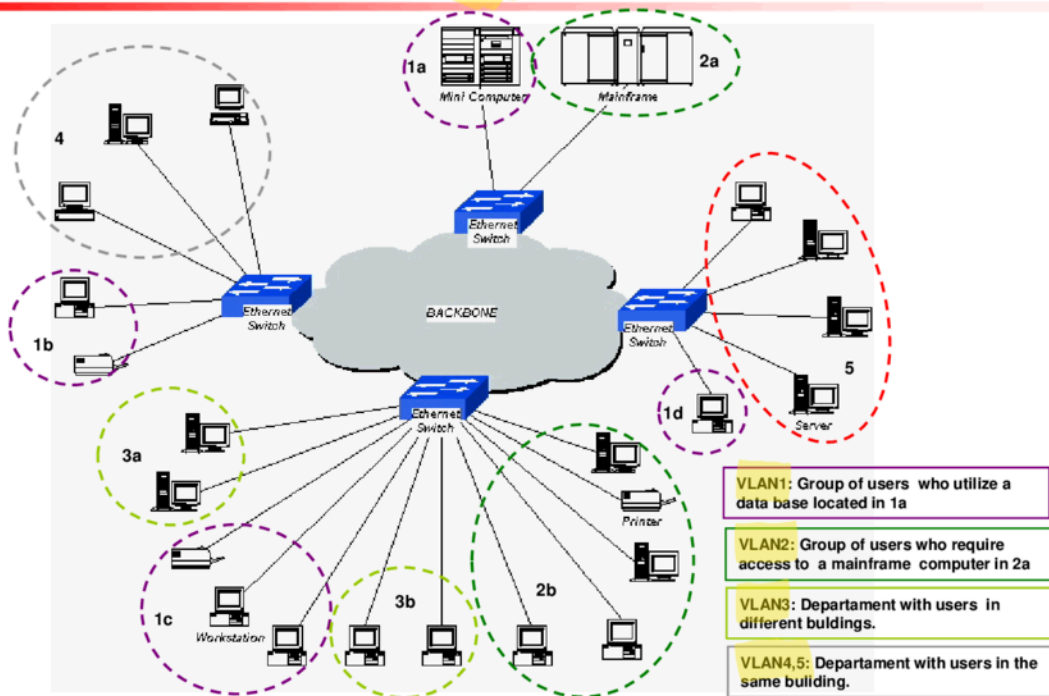 1a
Mini Computer
2a
Mainframe
4
Ethernet
Switch
Ethernet
Switch
BACKBONE
Ethernet
Switch
1b
5
1d
Server
Ethernet
Switch
3a
Printer
1c
Workstation
3b
2b
VLAN1: Group of users who utilize a
data base located in 1a
VLAN2: Group of users who require
access to a mainframe computer in 2a
VLAN3: Departament with users in
different buldings.
VLAN4,5: Departament with users in the
same buliding.